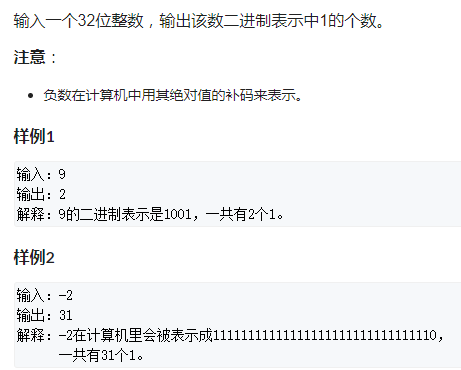 输入一个32位整数，输出该数二进制表示中1的个数。
注意：
• 负数在计算机中用其绝对值的补码来表示。
样例1
输入：9
输出：2
解释：9的二进制表示是1001，一共有2个1。
样例2
输入：-2
输出：31
解释：-2在计算机里会被表示成11111111111111111111111111111110，
一共有31个1。